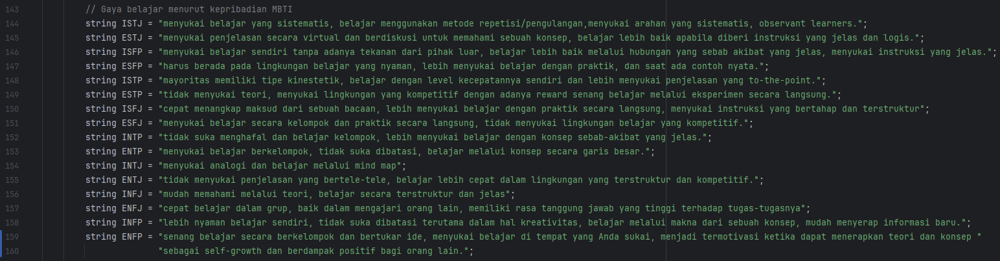 143 // Gaya belajar menurut kepribadian MBTI
144 string ISTJ = "menyukai belajar yang sistematis, belajar menggunakan metode repetisi/pengulangan,menyukai arahan yang sistematis, observant learners.";
145 string ESTJ = "menyukai penjelasan secara virtual dan berdiskusi untuk memahami sebuah konsep, belajar lebih baik apabila diberi instruksi yang jelas dan logis.";
146 string ISFP = "menyukai belajar sendiri tanpa adanya tekanan dari pihak luar, belajar lebih baik melalui hubungan yang sebab akibat yang jelas, menyukai instruksi yang jelas.";
147 string ESFP = "harus berada pada lingkungan belajar yang nyaman, lebih menyukai belajar dengan praktik, dan saat ada contoh nyata.";
148 string ISTP = "mayoritas memiliki tipe kinestetik, belajar dengan level kecepatannya sendiri dan lebih menyukai penjelasan yang to-the-point.";
149 string ESTP = "tidak menyukai teori, menyukai lingkungan yang kompetitif dengan adanya reward senang belajar melalui eksperimen secara langsung.";
150 string ISFJ = "cepat menangkap maksud dari sebuah bacaan, lebih menyukai belajar dengan praktik secara langsung, menyukai instruksi yang bertahap dan terstruktur";
151 string ESFJ = "menyukai belajar secara kelompok dan praktik secara langsung, tidak menyukai lingkungan belajar yang kompetitif.";
152 string INTP = "tidak suka menghafal dan belajar kelompok, lebih menyukai belajar dengan konsep sebab-akibat yang jelas.";
153 string ENTP = "menyukai belajar berkelompok, tidak suka dibatasi, belajar melalui konsep secara garis besar.";
154 string INTJ = "menyukai analogi dan belajar melalui mind map";
155 string ENTJ = "tidak menyukai penjelasan yang bertele-tele, belajar lebih cepat dalam lingkungan yang terstruktur dan kompetitif.";
156 string INFJ = "mudah memahami melalui teori, belajar secara terstruktur dan jelas";
157 string ENFJ = "cepat belajar dalam grup, baik dalam mengajari orang lain, memiliki rasa tanggung jawab yang tinggi terhadap tugas-tugasnya";
158 string INFP = "lebih nyaman belajar sendiri, tidak suka dibatasi terutama dalam hal kreativitas, belajar melalui makna dari sebuah konsep, mudah menyerap informasi baru.";
159 string ENFP = "senang belajar secara berkelompok dan bertukar ide, menyukai belajar di tempat yang Anda sukai, menjadi termotivasi ketika dapat menerapkan teori dan konsep "
160 "sebagai self-growth dan berdampak positif bagi orang lain.";